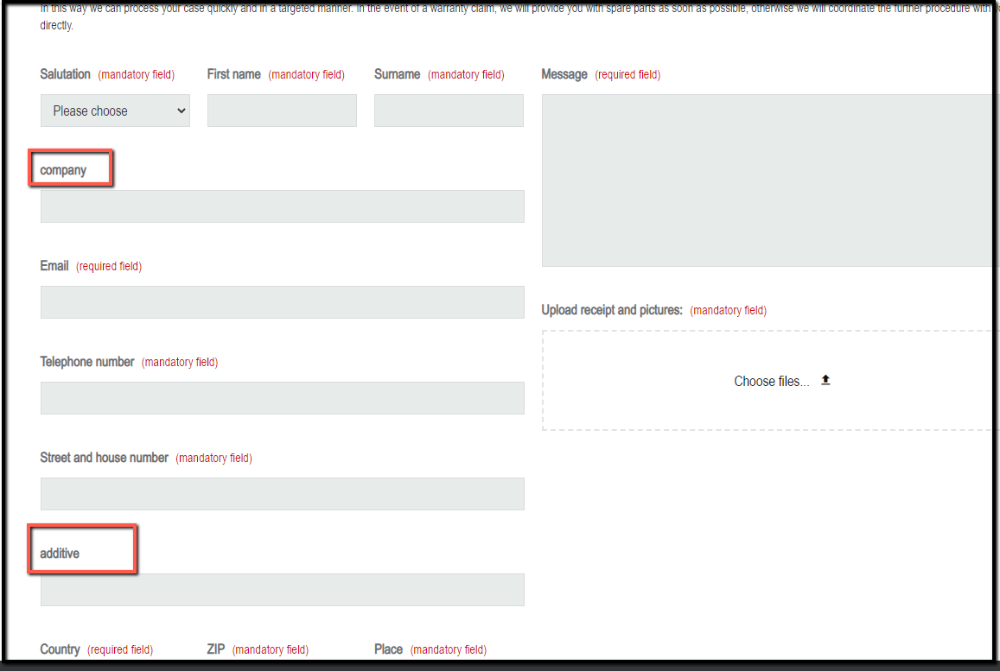 In this way we can process your case quickly and in a targeted manner. In the event of a warranty claim, we will provide you with spare parts as soon as possible, otherwise we will coordinate the further procedure with
directly.
Salutation (mandatory field) First name (mandatory field) Surname (mandatory field) Message (required field)
Please choose
company
Email (required field)
Upload receipt and pictures: (mandatory field)
Telephone number (mandatory field)
Choose files...
Street and house number (mandatory field)
additive
Country (required field) ZIP (mandatory field) Place (mandatory field)